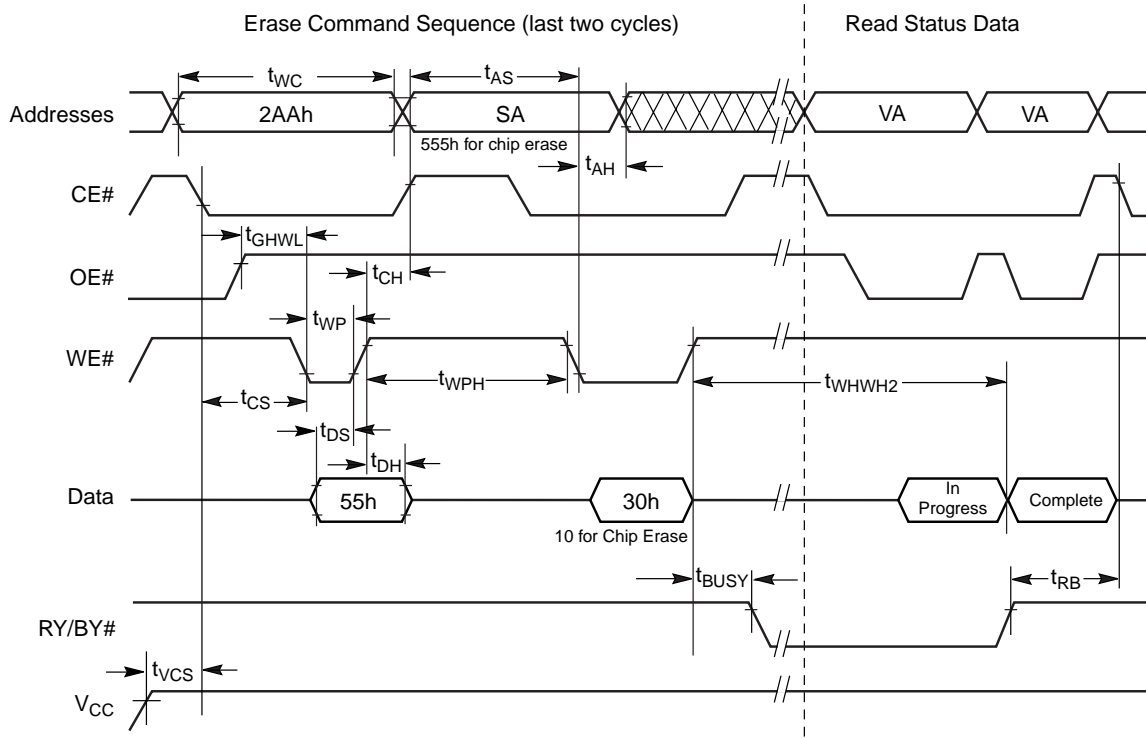 Erase Command Sequence (last two cycles)
Read Status Data
tWC
tAS
Addresses
2AAh
SA
VA
VA
555h for chip erase
tAH
CE#
tGHWL
OE#
tCH
tWP
WE#
tWPH
tWHWH2
tCS
tDS
tDH
Data
55h
30h
In
Progress
Complete
10 for Chip Erase
tBUSY
tRB
RY/BY#
tVCS
VCC